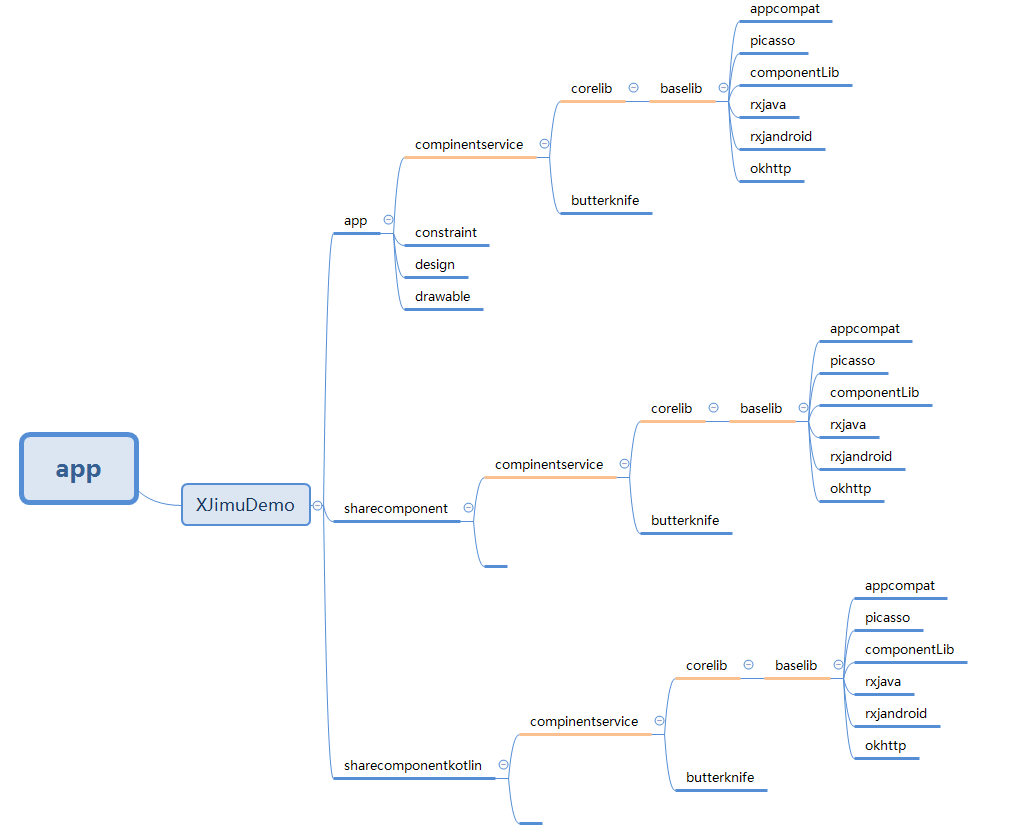 appcompat
picasso
componentLib
corelib
baselib
rxjava
rxjandroid
compinentservice
okhttp
butterknife
app
constraint
design
drawable
appcompat
picasso
componentLib
corelib
baselib
rxjava
rxjandroid
compinentservice
okhttp
app
XJimuDemo
sharecomponent
butterknife
appcompat
picasso
componentLib
corelib
baselib
rxjava
rxjandroid
compinentservice
okhttp
sharecomponentkotlin
butterknife